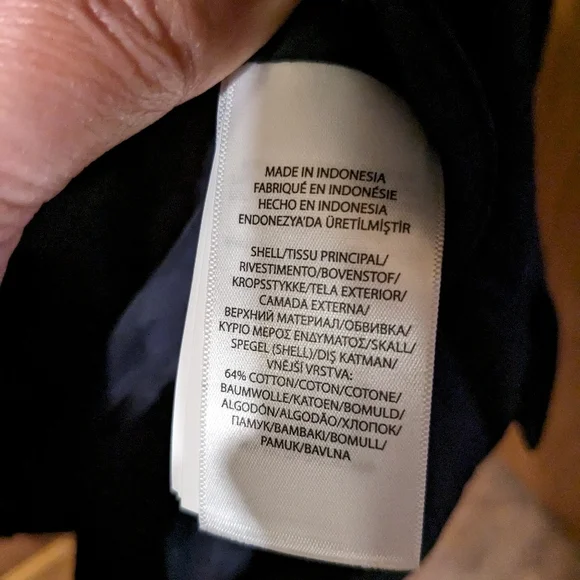 MADE IN INDONESIA
FABRIQUÉ EN INDONÉSIE
HECHO EN INDONESIA
ENDONEZYA'DA ÜRETİLMİŞTİR
SHELL/TISSU PRINCIPAL/
RIVESTIMENTO/BOVENSTOF/
KROPSSTYKKE/TELA EXTERIOR/
CAMADA EXTERNA/
ВЕРХНИЙ МАТЕРИАЛ/ОБВИВКА/
ΚΥΡΙΟ ΜΕΡΟΣ ΕΝΔΥΜΑΤΟΣ/SKALL/
SPEGEL (SHELL)/DIŞ KATMAN/
VNĚJŠÍ VRSTVA:
64% COTTON/COTON/COTONE/
BAUMWOLLE/KATOEN/BOMULD/
ALGODÓN/ALGODÃO/ХЛОПОК/
ПАМУК/ΒΑΜΒΑΚΙ/BOMULL/
PAMUK/BAVLNA